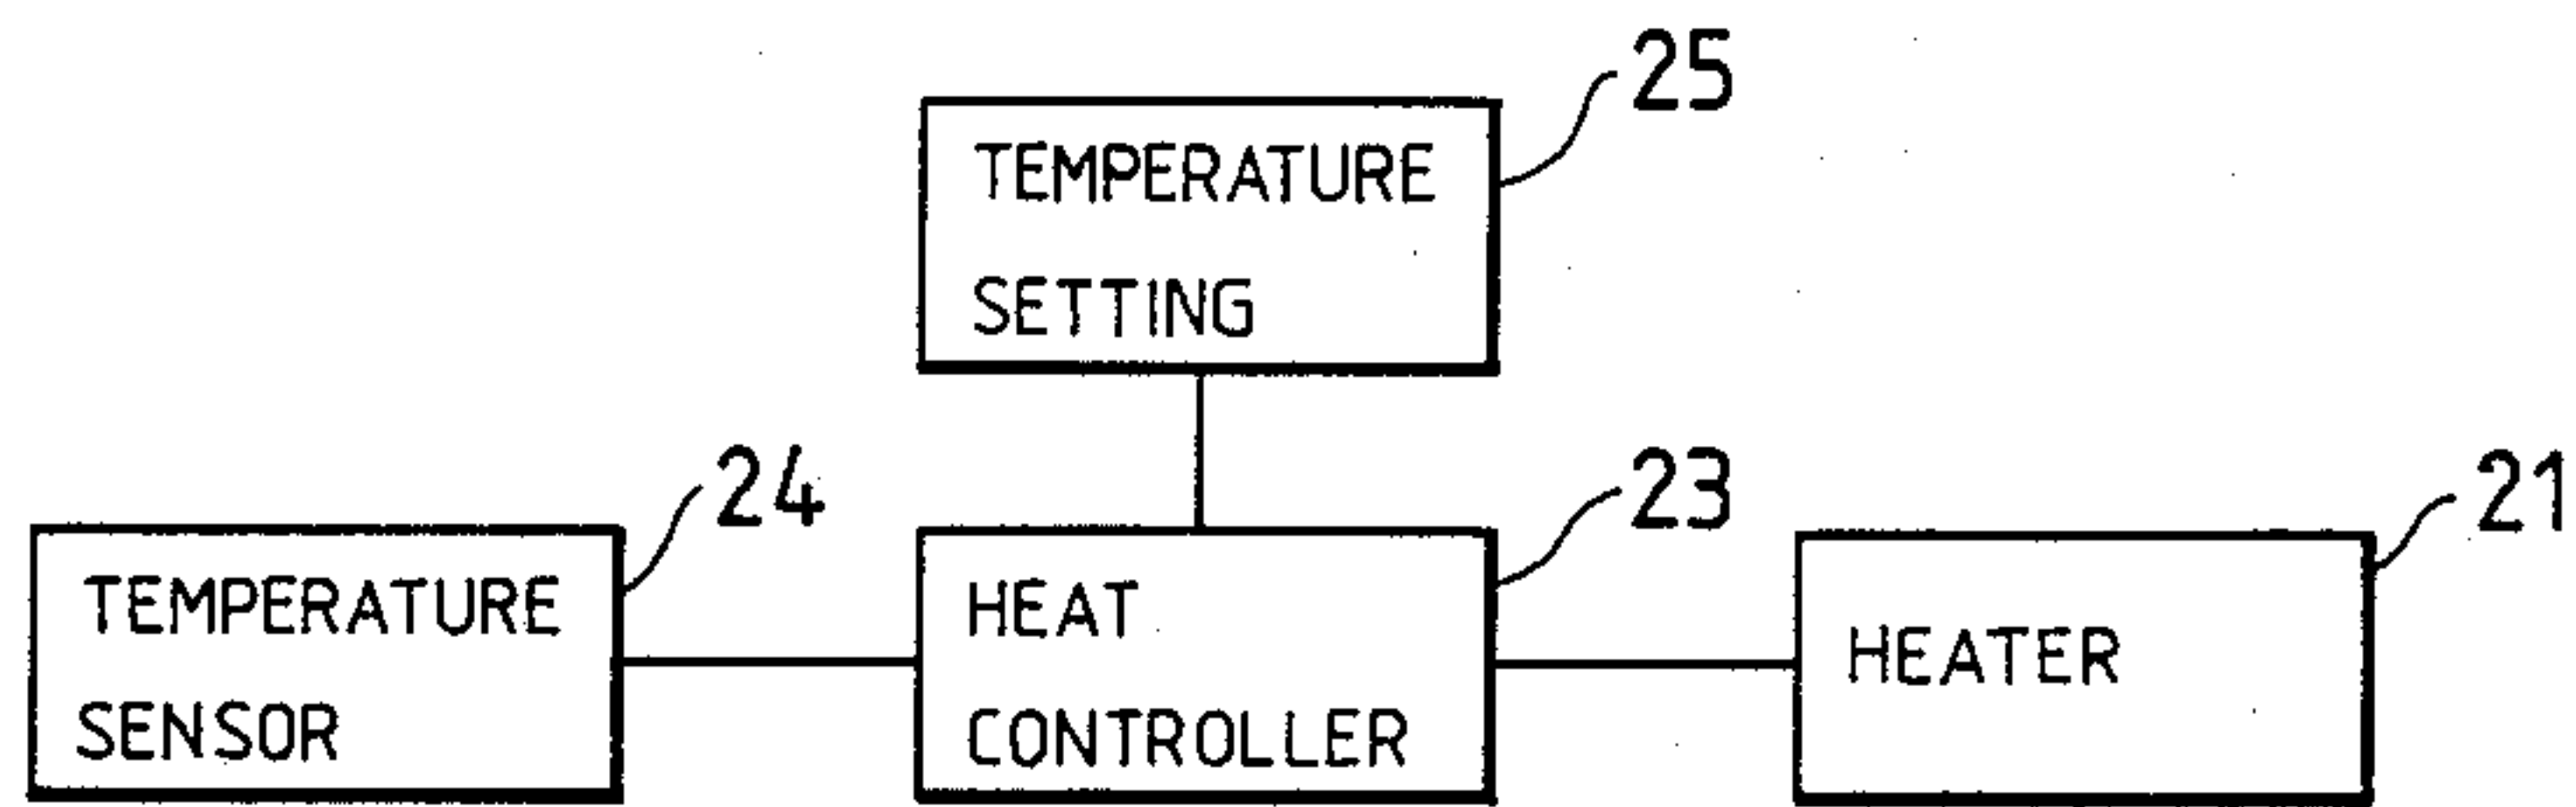 25
TEMPERATURE
SETTING
24
23
21
TEMPERATURE
SENSOR
HEAT
CONTROLLER
HEATER